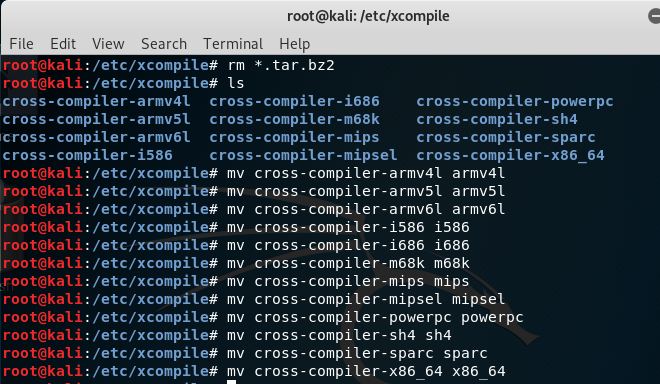 root@kali: /etc/xcompile
File Edit View Search Terminal Help
root@kali:/etc/xcompile# rm *.tar.bz2
root@kali:/etc/xcompile# ls
cross-compiler-armv4l cross-compiler-i686 cross-compiler-powerpc
cross-compiler-armv5l cross-compiler-m68k cross-compiler-sh4
cross-compiler-armv6l cross-compiler-mips cross-compiler-sparc
cross-compiler-i586 cross-compiler-mipsel cross-compiler-x86_64
root@kali:/etc/xcompile# mv cross-compiler-armv4l armv4l
root@kali:/etc/xcompile# mv cross-compiler-armv5l armv5l
root@kali:/etc/xcompile# mv cross-compiler-armv6l armv6l
root@kali:/etc/xcompile# mv cross-compiler-i586 i586
root@kali:/etc/xcompile# mv cross-compiler-i686 i686
root@kali:/etc/xcompile# mv cross-compiler-m68k m68k
root@kali:/etc/xcompile# mv cross-compiler-mips mips
root@kali:/etc/xcompile# mv cross-compiler-mipsel mipsel
root@kali:/etc/xcompile# mv cross-compiler-powerpc powerpc
root@kali:/etc/xcompile# mv cross-compiler-sh4 sh4
root@kali:/etc/xcompile# mv cross-compiler-sparc sparc
root@kali:/etc/xcompile# mv cross-compiler-x86_64 x86_64